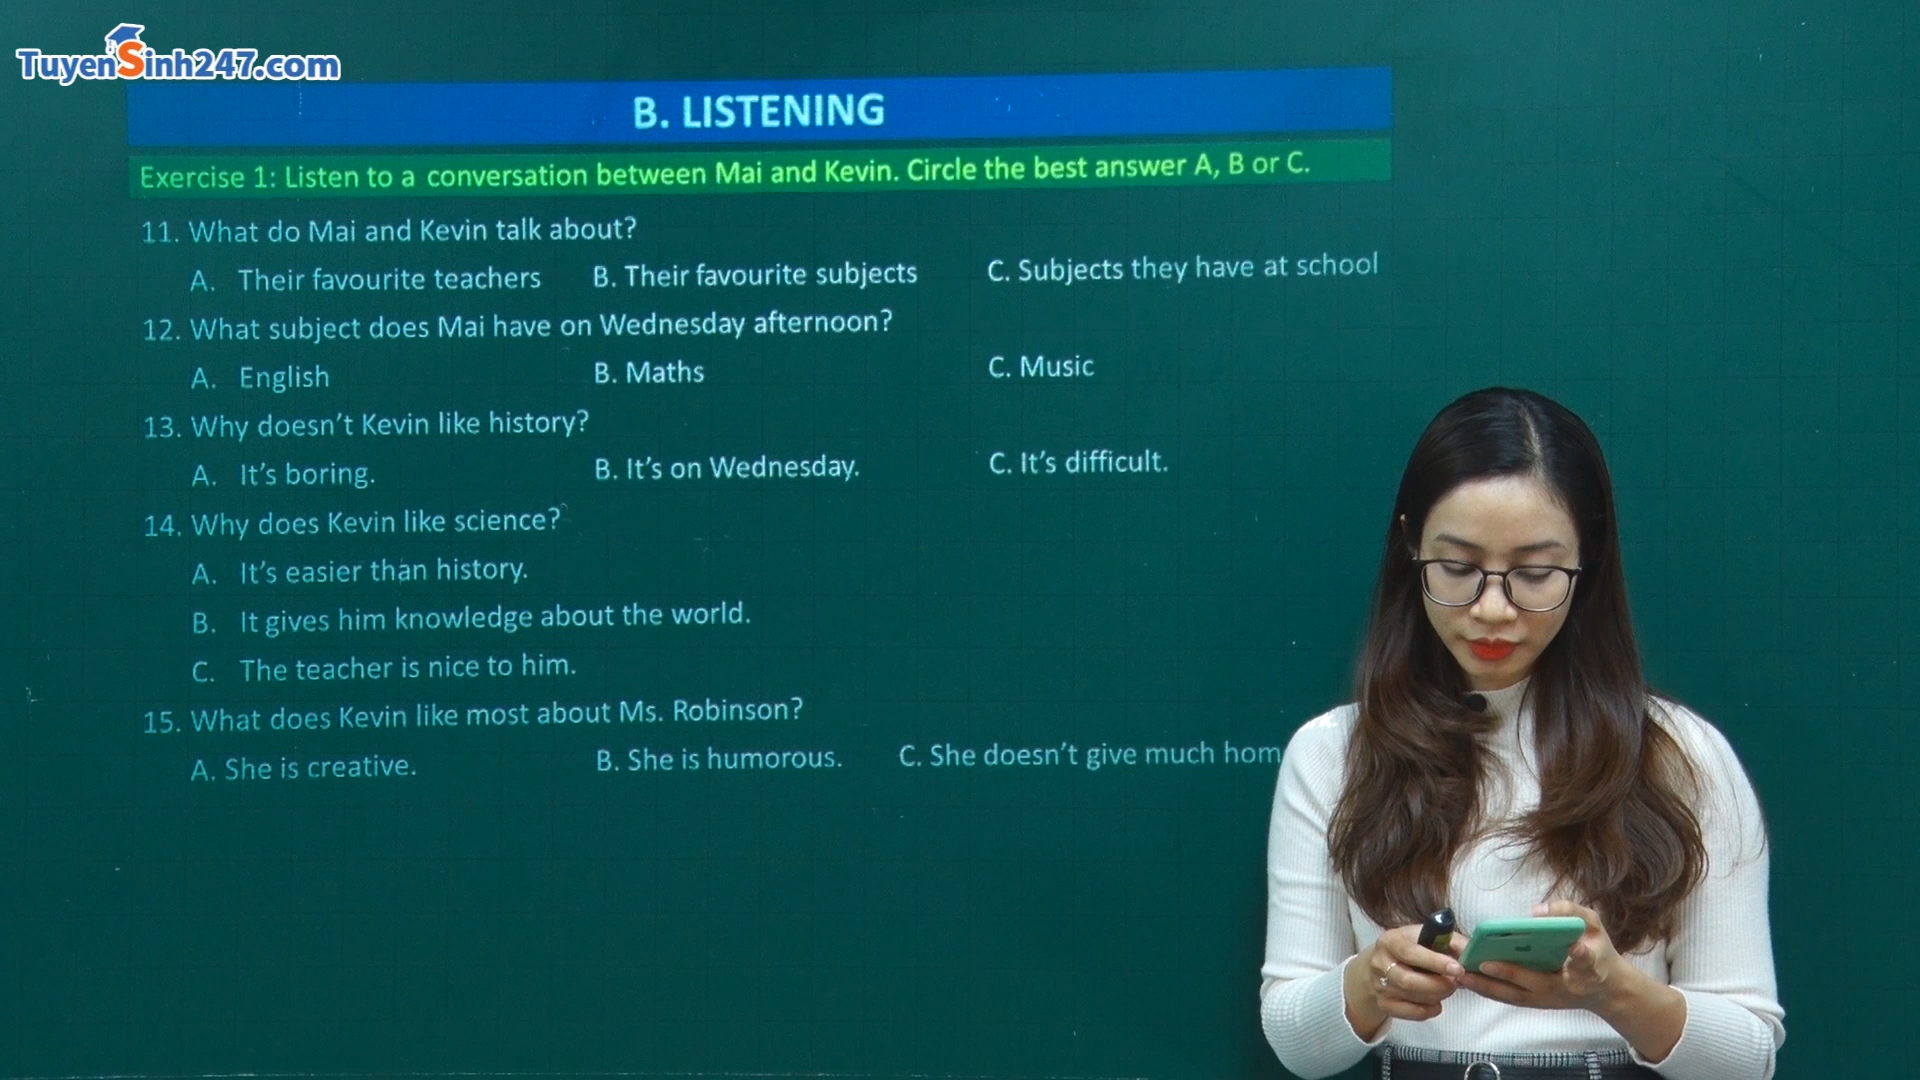 TuyenSinh247.com
B. LISTENING
Exercise 1: Listen to a conversation between Mai and Kevin. Circle the best answer A, B or C.
11. What do Mai and Kevin talk about?
A. Their favourite teachers B. Their favourite subjects C. Subjects they have at school
12. What subject does Mai have on Wednesday afternoon?
A. English B. Maths C. Music
13. Why doesn't Kevin like history?
A. It's boring. B. It's on Wednesday. C. It's difficult.
14. Why does Kevin like science?
A. It's easier than history.
B. It gives him knowledge about the world.
C. The teacher is nice to him.
15. What does Kevin like most about Ms. Robinson?
A. She is creative. B. She is humorous. C. She doesn't give much hom